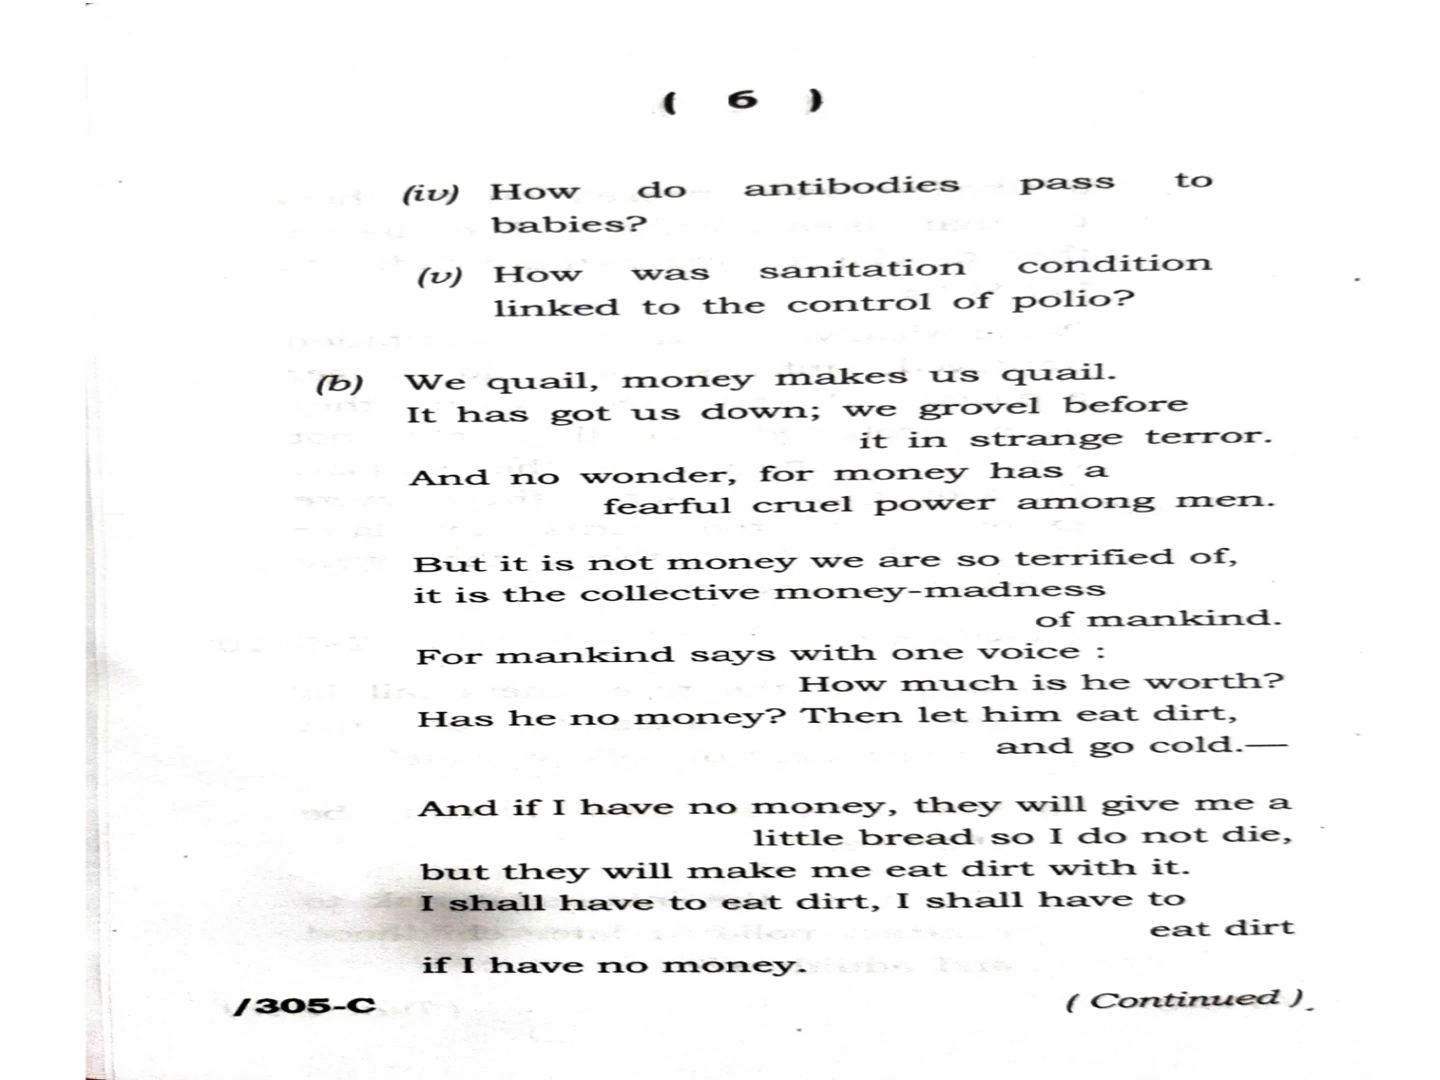 ( 6 )
(iv) How do antibodies pass to
babies?
(v) How was sanitation condition
linked to the control of polio?
(b) We quail, money makes us quail.
It has got us down; we grovel before
it in strange terror.
And no wonder, for money has a
fearful cruel power among men.
But it is not money we are so terrified of,
it is the collective money-madness
of mankind.
For mankind says with one voice :
How much is he worth?
Has he no money? Then let him eat dirt,
and go cold.—
And if I have no money, they will give me a
little bread so I do not die,
but they will make me eat dirt with it.
I shall have to eat dirt, I shall have to
eat dirt
if I have no money.
/305-C
( Continued )